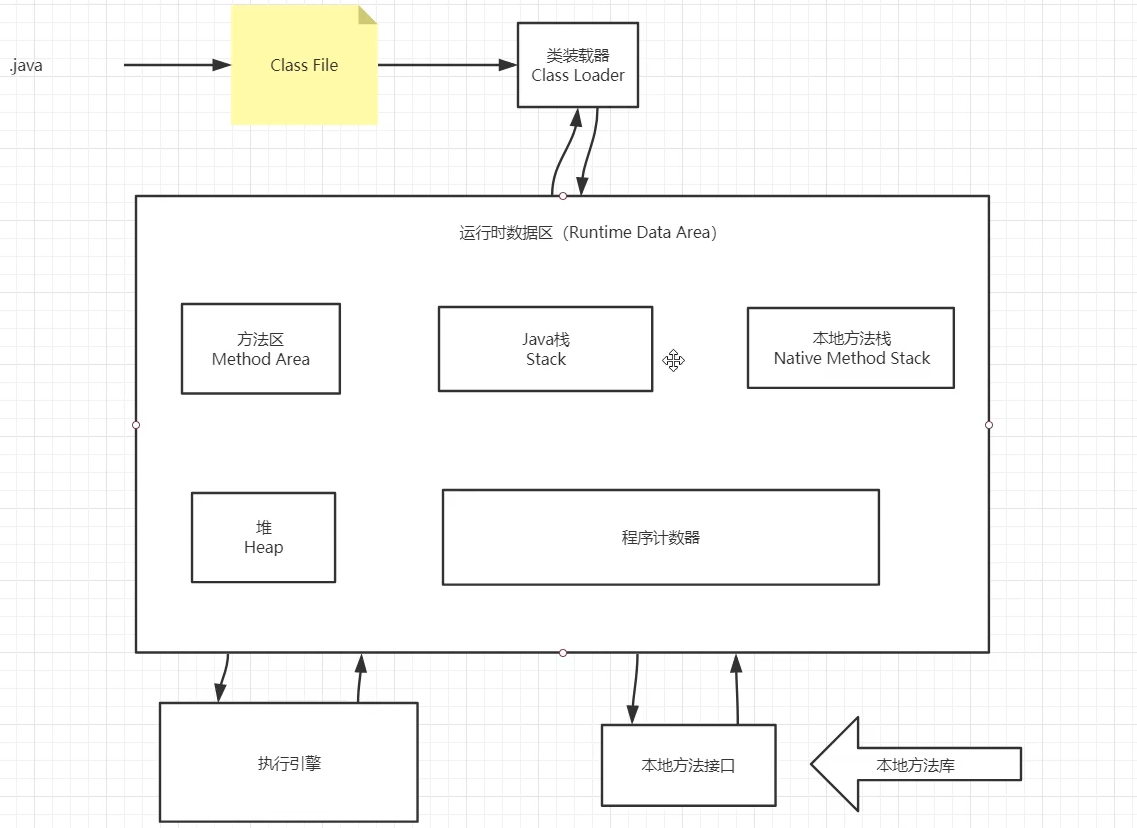 .java
Class File
类装载器
Class Loader
运行时数据区（Runtime Data Area）
方法区
Method Area
Java栈
Stack
本地方法栈
Native Method Stack
堆
Heap
程序计数器
执行引擎
本地方法接口
本地方法库